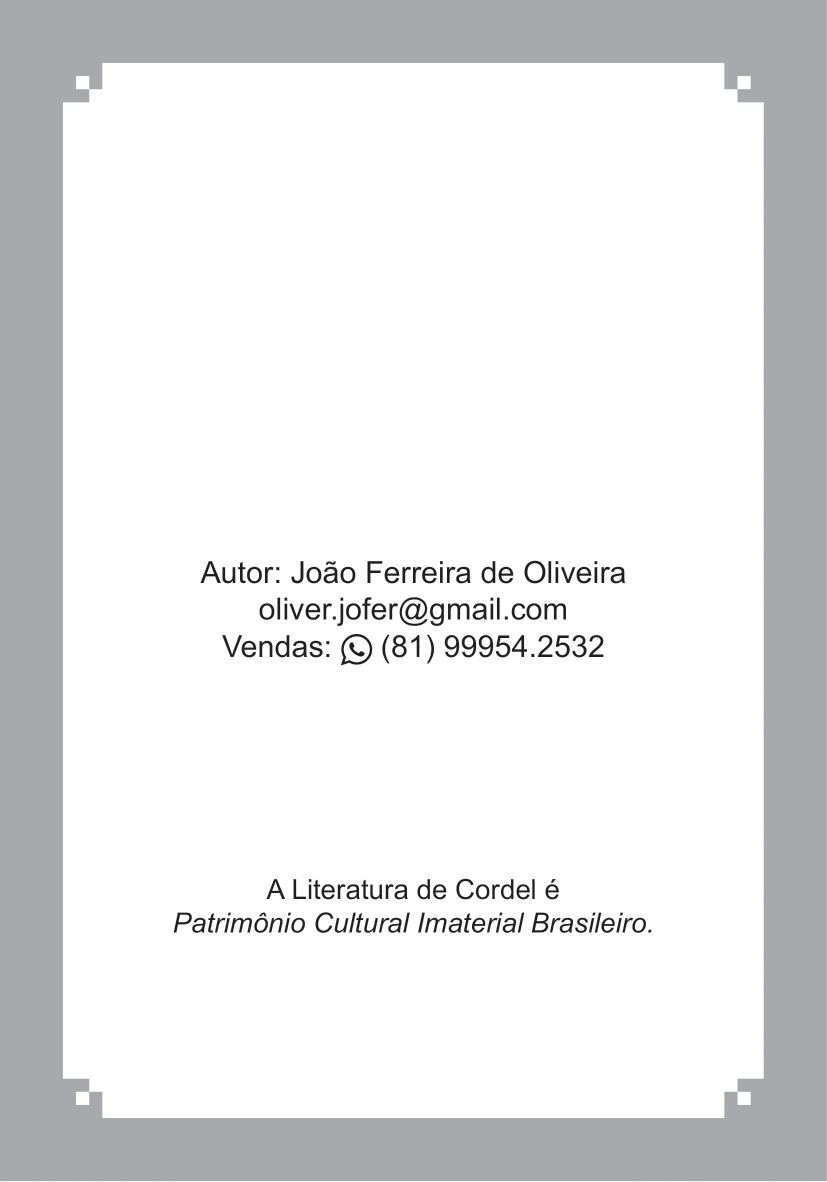 Autor: João Ferreira de Oliveira
oliver.jofer@gmail.com
Vendas: (81) 99954.2532
A Literatura de Cordel é
Patrimônio Cultural Imaterial Brasileiro.